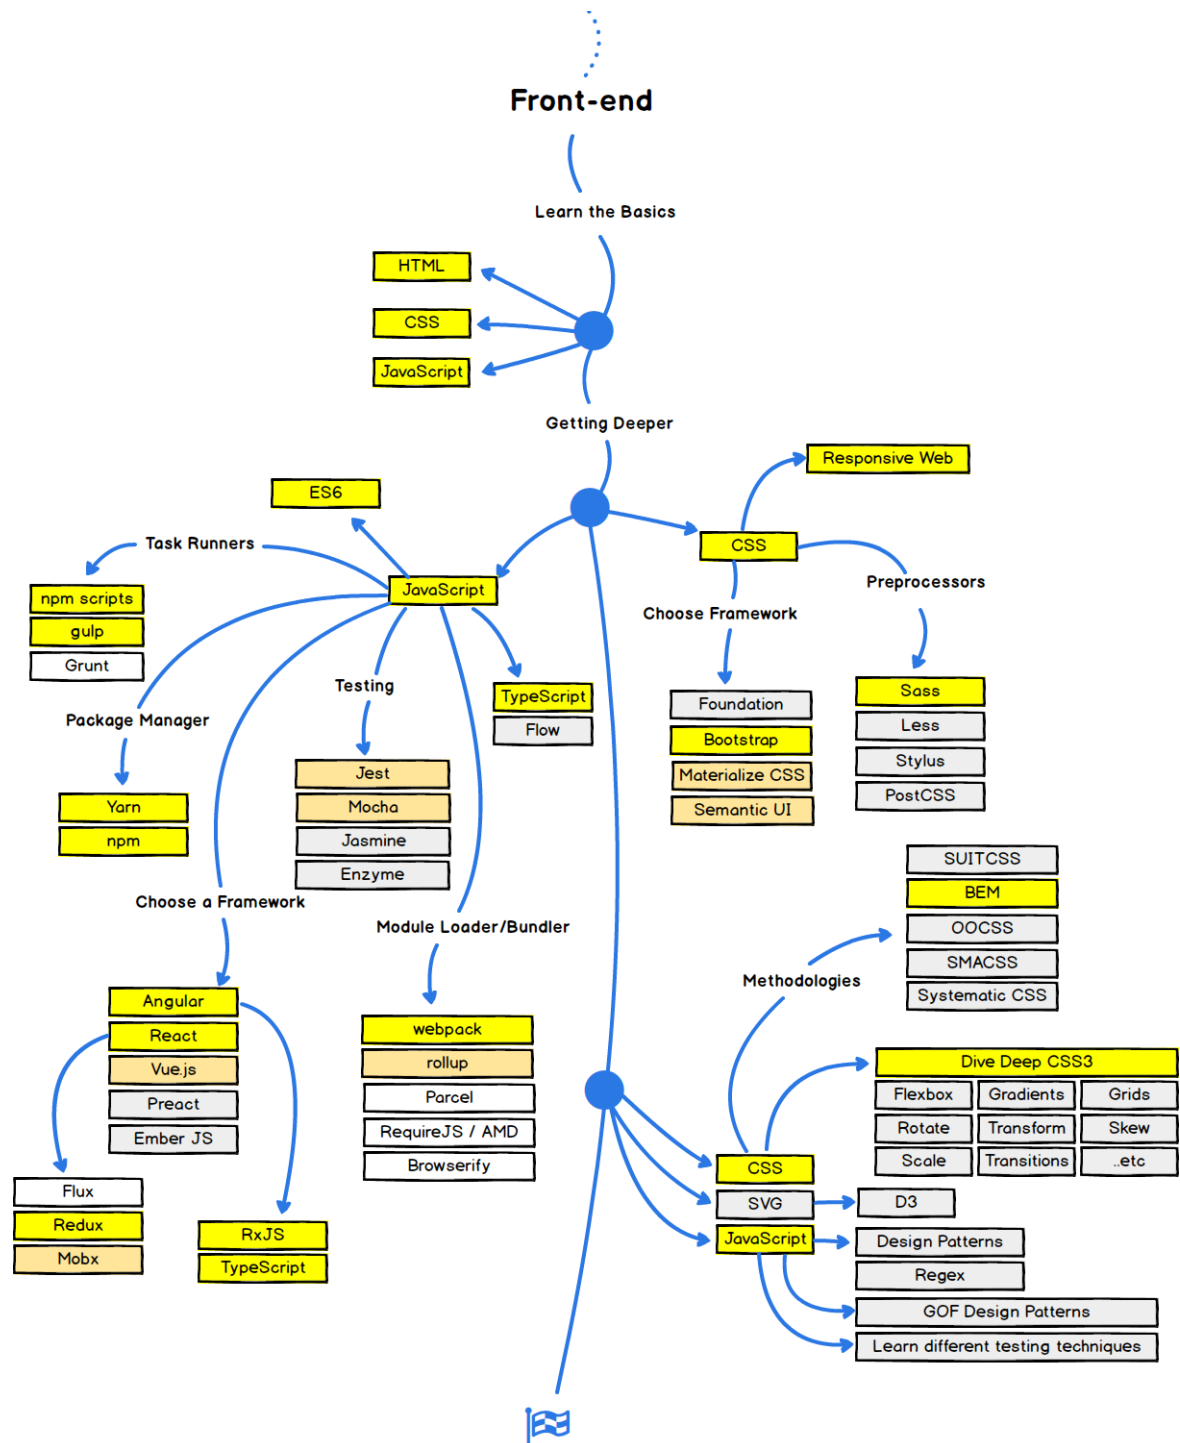 Front-end
Learn the Basics
HTML
CSS
JavaScript
Getting Deeper
Responsive Web
ES6
CSS
Task Runners
JavaScript
Preprocessors
npm scripts
gulp
Grunt
Choose Framework
Testing
TypeScript
Flow
Foundation
Bootstrap
Materialize CSS
Semantic UI
Sass
Less
Stylus
PostCSS
Package Manager
Yarn
npm
Jest
Mocha
Jasmine
Enzyme
SUITCSS
BEM
OOCSS
SMACSS
Systematic CSS
Choose a Framework
Module Loader/Bundler
Methodologies
Angular
React
Vue.js
Preact
Ember JS
webpack
rollup
Parcel
RequireJS / AMD
Browserify
Dive Deep CSS3
Flexbox Gradients Grids
Rotate Transform Skew
Scale Transitions ..etc
Flux
Redux
Mobx
RxJS
TypeScript
CSS
SVG
D3
JavaScript
Design Patterns
Regex
GOF Design Patterns
Learn different testing techniques